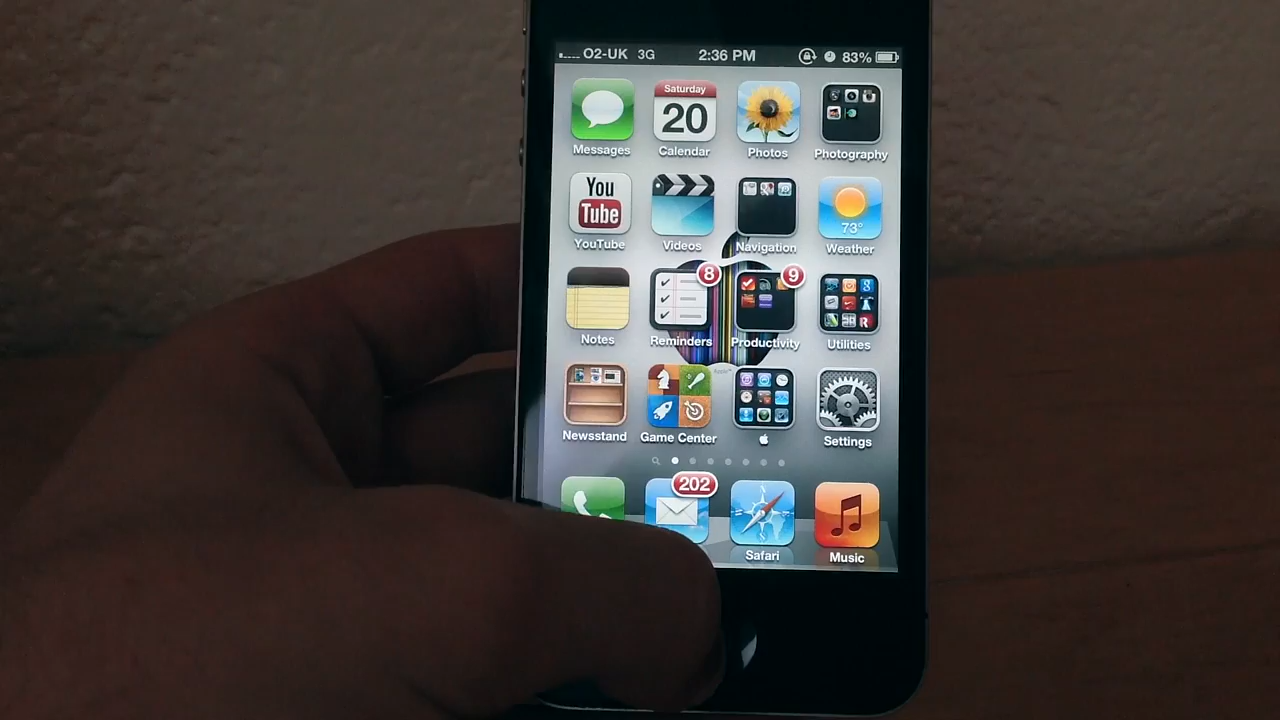 O2-UK 3G 2:36 PM 83%
Saturday
20
Messages Calendar Photos Photography
You
Tube
73°
YouTube Videos Navigation Weather
8 9
Notes Reminders Productivity Utilities
Newsstand Game Center Settings
202
Safari Music